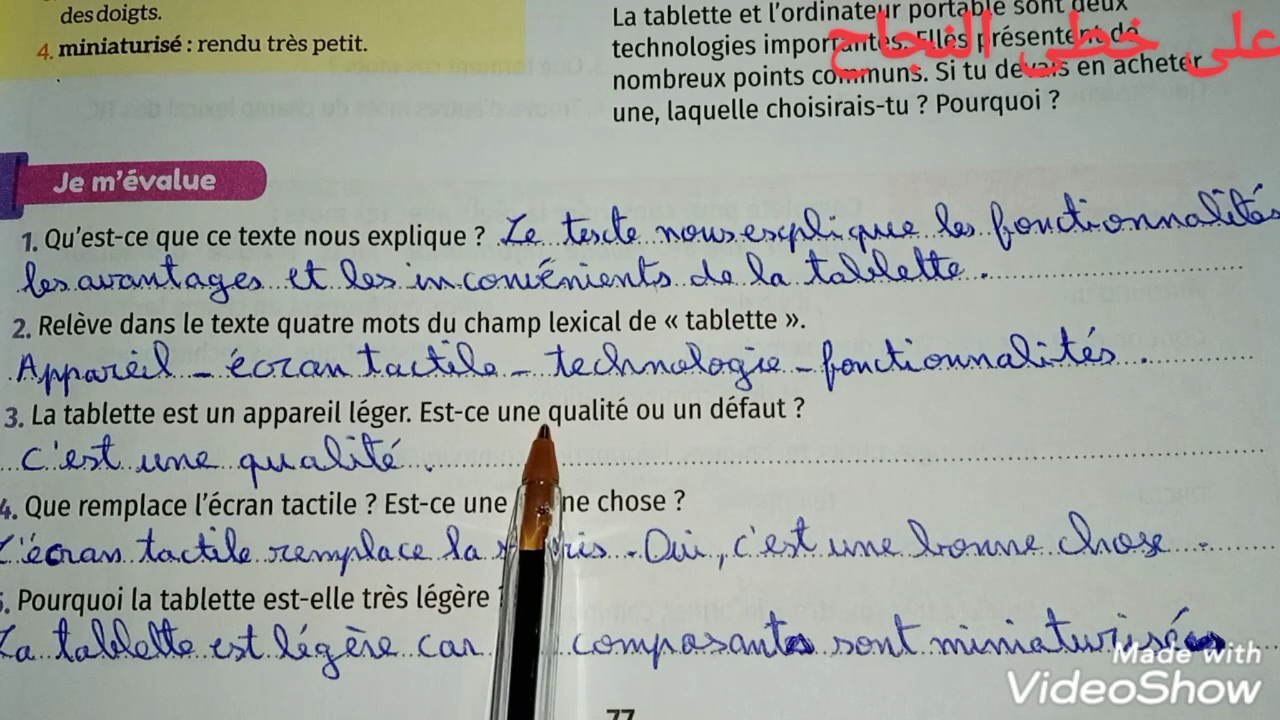 des doigts.
4. miniaturisé : rendu très petit.
La tablette et l'ordinateur portable sont deux
technologies importantes. Elles présentent de
nombreux points communs. Si tu devais en acheter
une, laquelle choisirais-tu ? Pourquoi ?
على خطى النجاح
Je m'évalue
1. Qu'est-ce que ce texte nous explique ? Le texte nous explique les fonctionnalités
les avantages et les inconvénients de la tablette.
2. Relève dans le texte quatre mots du champ lexical de « tablette ».
Appareil - écran tactile - technologie - fonctionnalités.
3. La tablette est un appareil léger. Est-ce une qualité ou un défaut ?
c'est une qualité.
4. Que remplace l'écran tactile ? Est-ce une ne chose ?
L'écran tactile remplace la souris. Oui, c'est une bonne chose.
5. Pourquoi la tablette est-elle très légère ?
La tablette est légère car composants sont miniaturisés
77
Made with
VideoShow